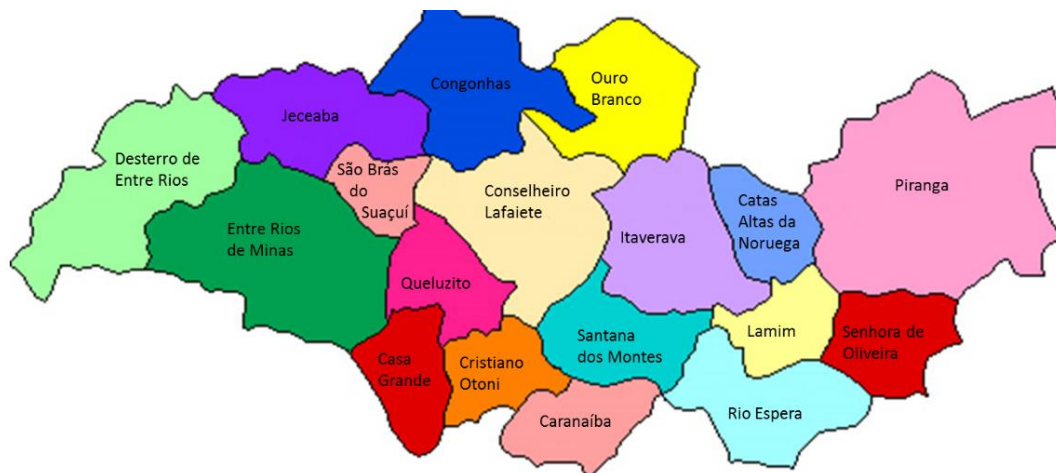 Congonhas
Ouro
Branco
Jeceaba
Desterro de
Entre Rios
São Brás
do
Suaçuí
Conselheiro
Lafaiete
Piranga
Catas
Altas da
Noruega
Itaverava
Entre Rios
de Minas
Queluzito
Lamim
Senhora de
Oliveira
Santana
dos Montes
Casa
Grande
Cristiano
Otoni
Caranaíba
Rio Espera